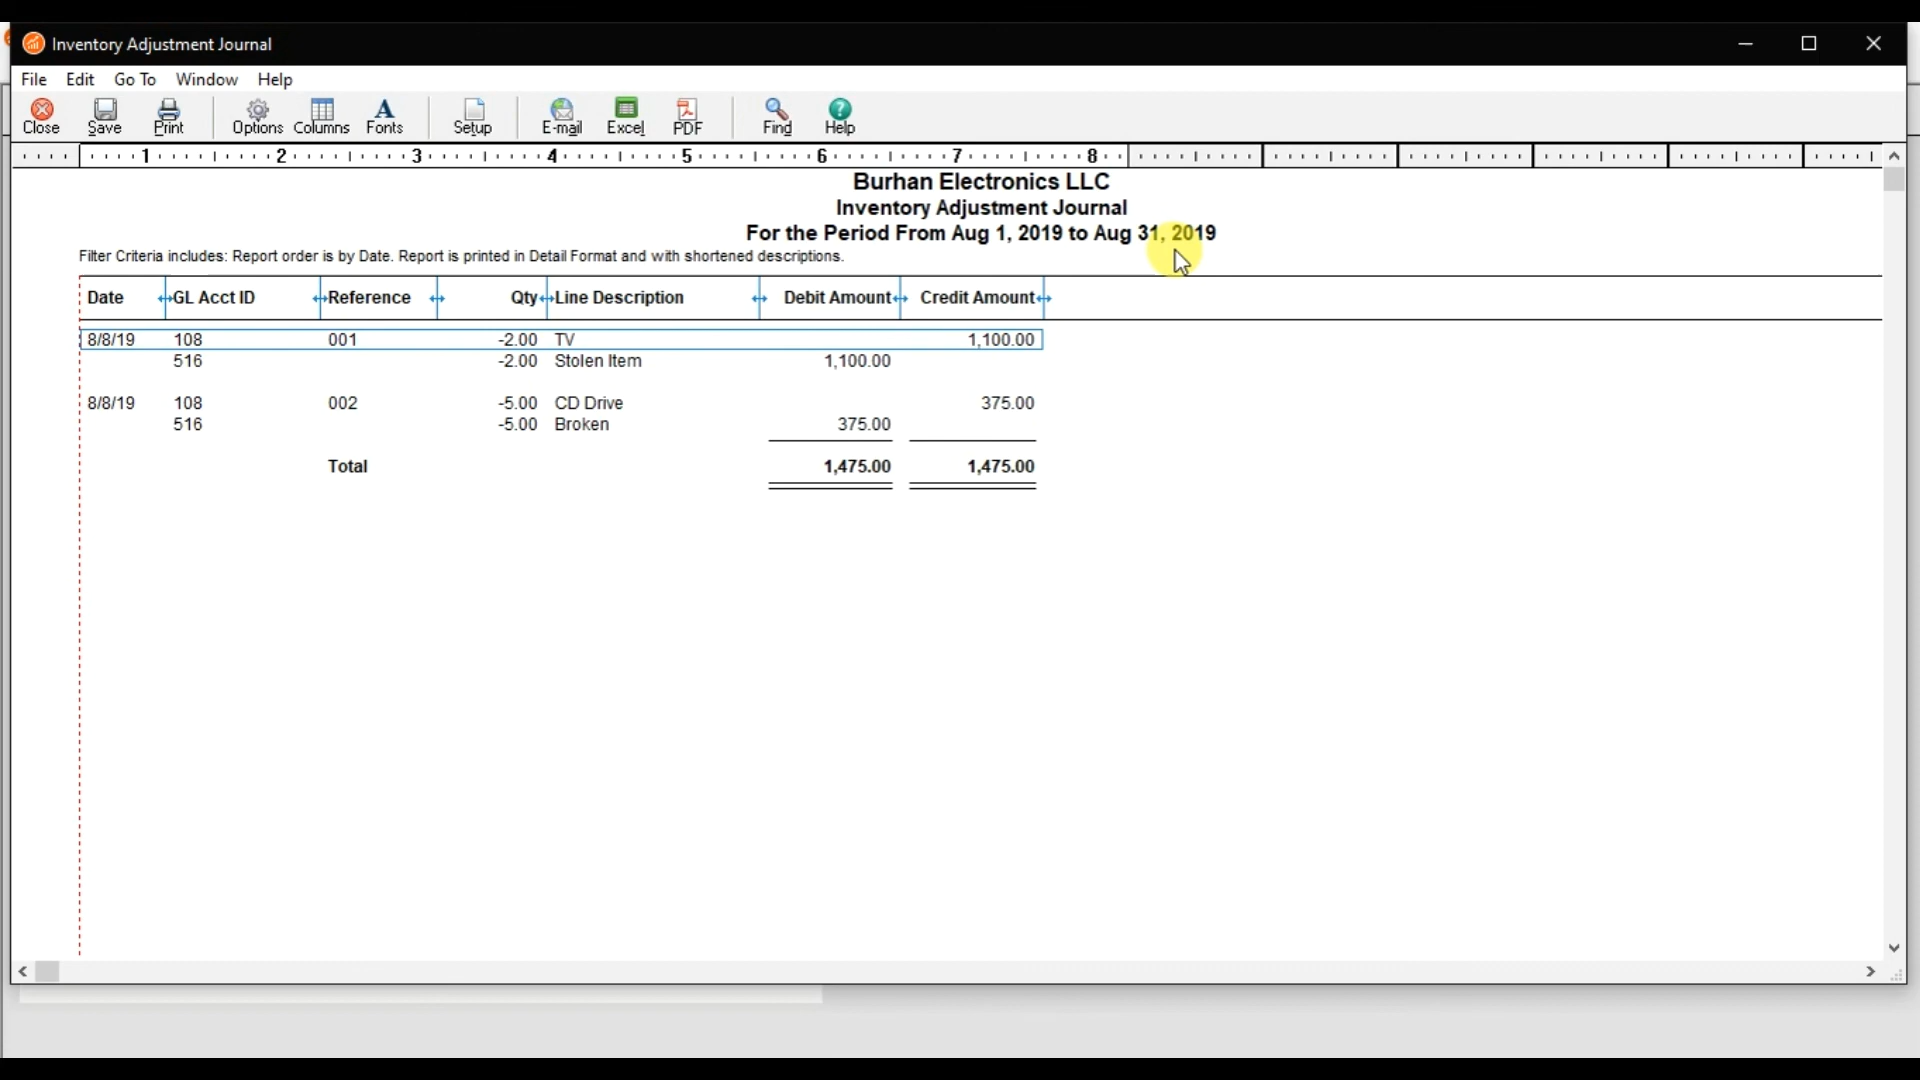 Inventory Adjustment Journal
File Edit Go To Window Help
Close Save Print Options Columns Fonts Setup E-mail Excel PDF Find Help
1 2 3 4 5 6 7 8
Burhan Electronics LLC
Inventory Adjustment Journal
For the Period From Aug 1, 2019 to Aug 31, 2019
Filter Criteria includes: Report order is by Date. Report is printed in Detail Format and with shortened descriptions.
Date GL Acct ID Reference Qty Line Description Debit Amount Credit Amount
8/8/19 108 001 -2.00 TV 1,100.00
516 -2.00 Stolen Item 1,100.00
8/8/19 108 002 -5.00 CD Drive 375.00
516 -5.00 Broken 375.00
Total 1,475.00 1,475.00